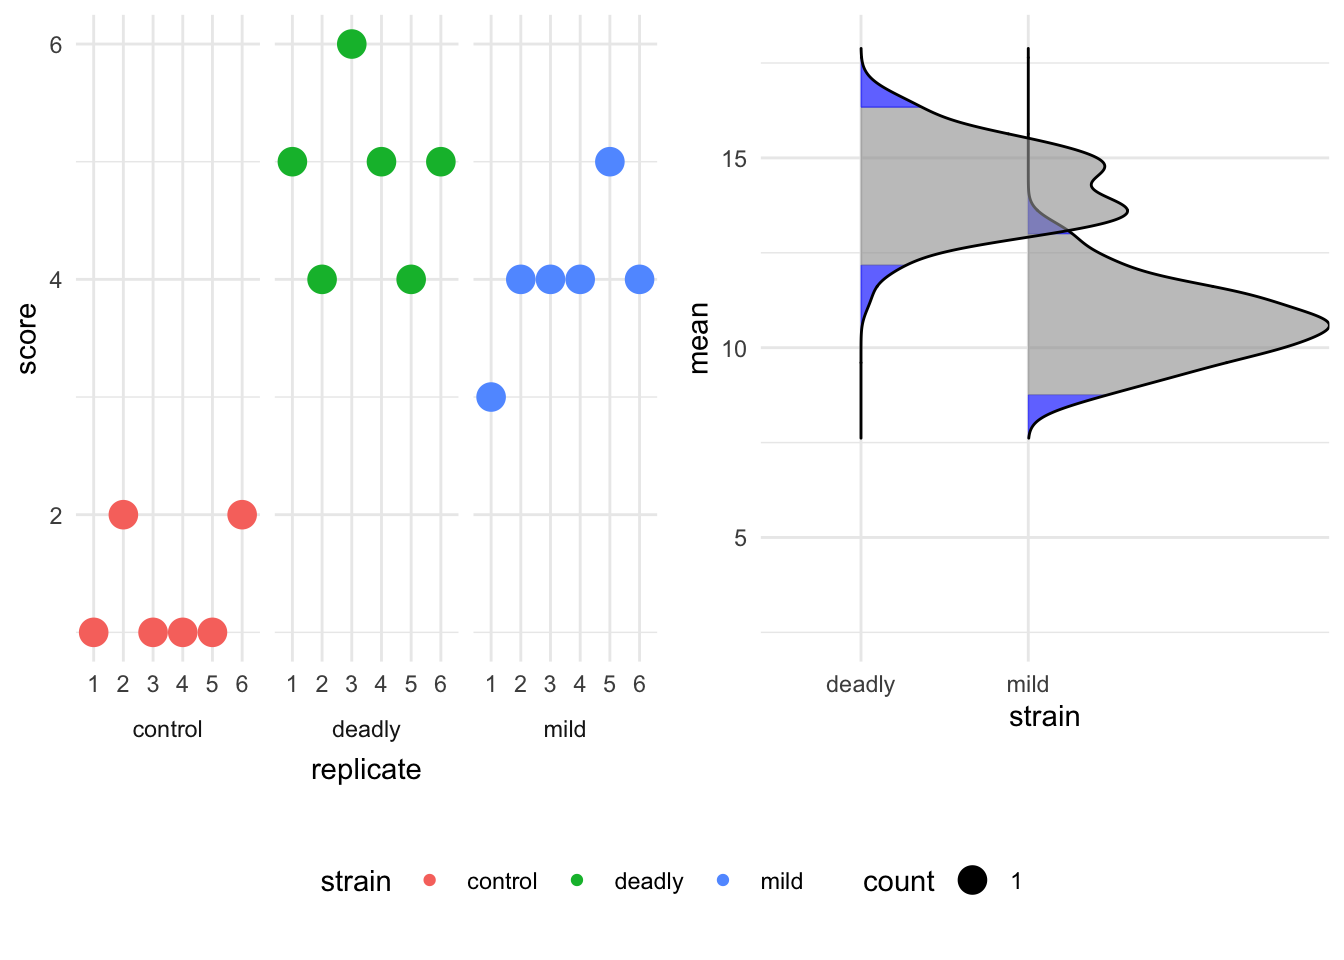 score
6
4
2
1 2 3 4 5 6
1 2 3 4 5 6
1 2 3 4 5 6
control
deadly
mild
replicate
mean
15
10
5
deadly
mild
strain
strain control deadly mild count 1